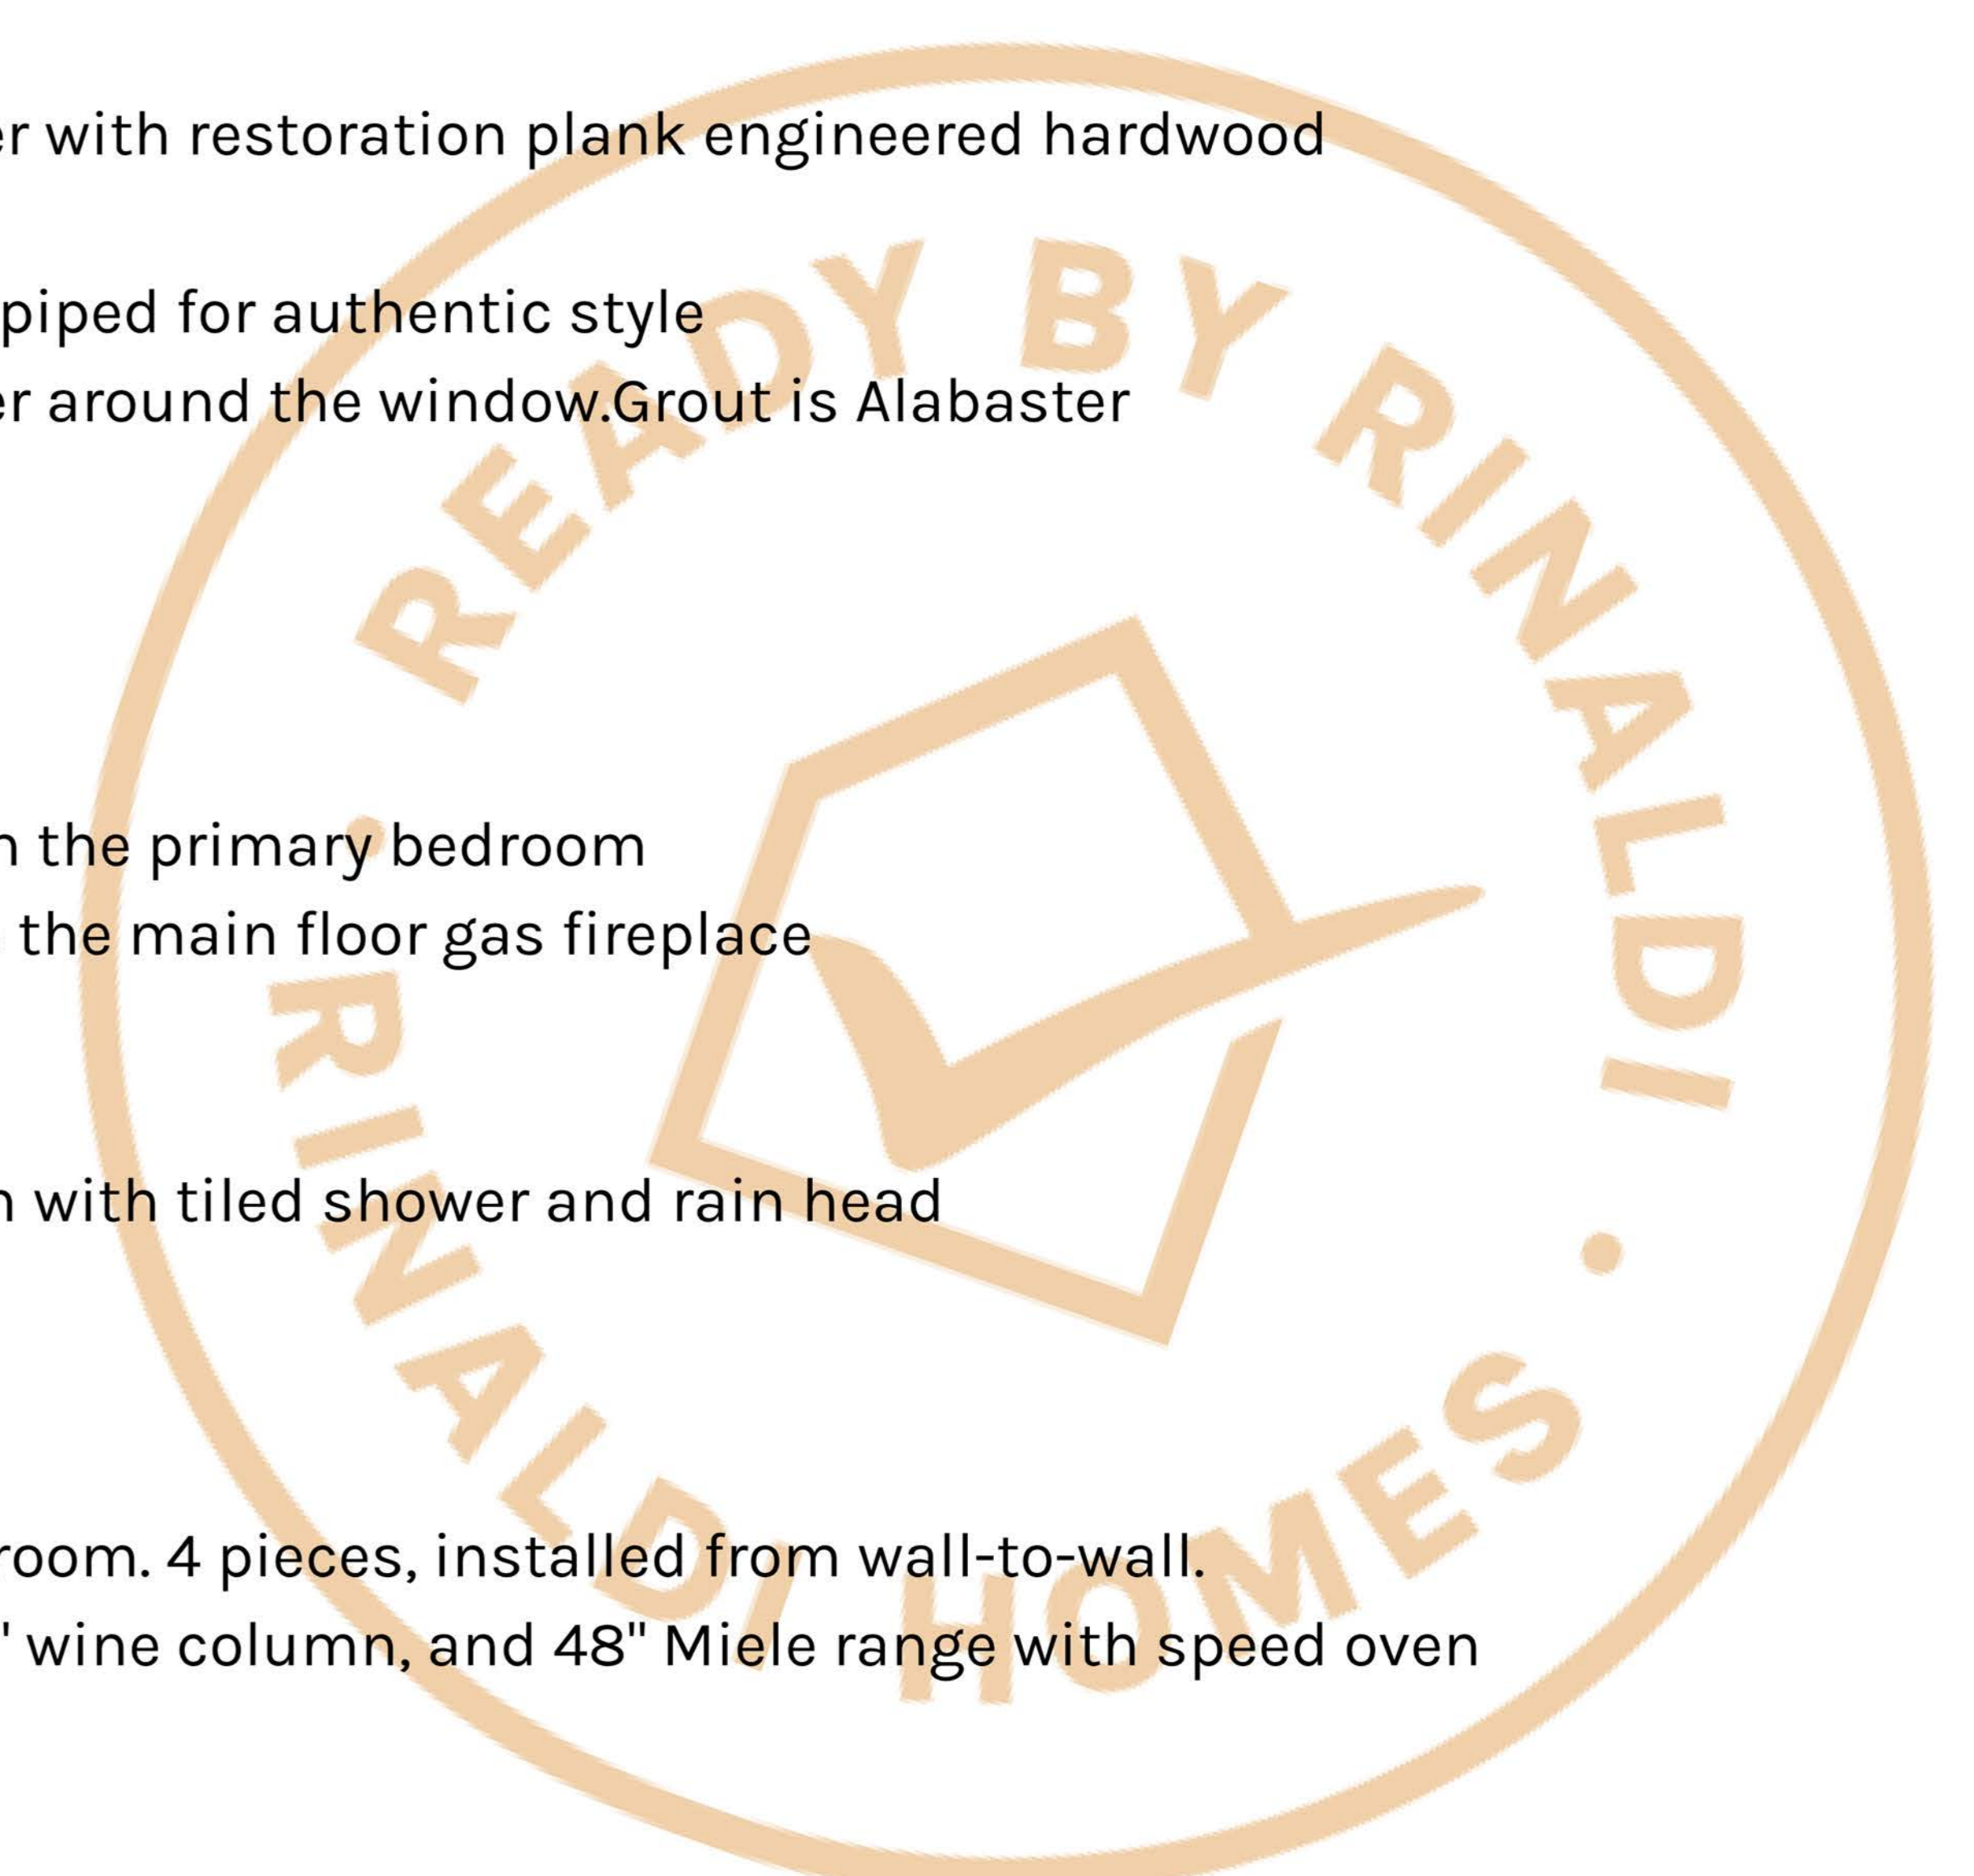 with restoration plank engineered hardwood
piped for authentic style
around the window.Grout is Alabaster
the primary bedroom
the main floor gas fireplace
with tiled shower and rain head
room. 4 pieces, installed from wall-to-wall.
wine column, and 48" Miele range with speed oven
• READY BY RINALDI •
RINALDI HOMES